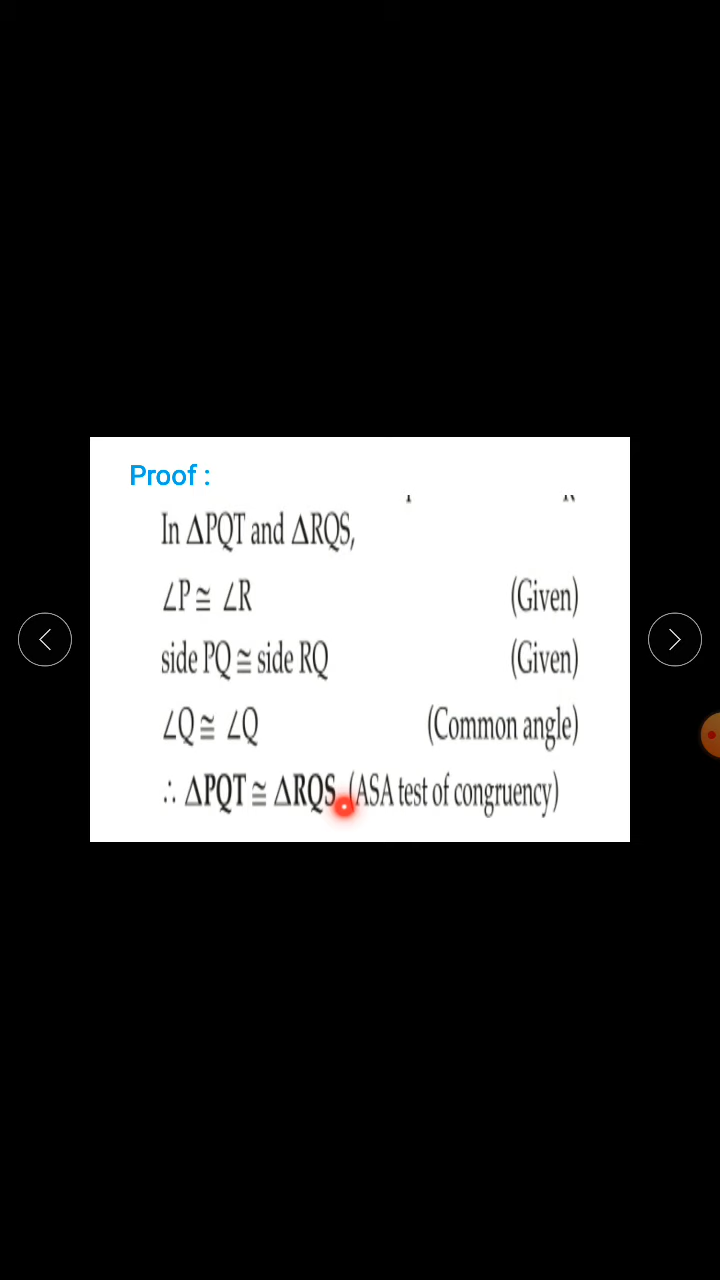 Proof :
In ΔPQT and ΔRQS,
∠P ≅ ∠R (Given)
side PQ ≅ side RQ (Given)
∠Q ≅ ∠Q (Common angle)
∴ ΔPQT ≅ ΔRQS (ASA test of congruency)